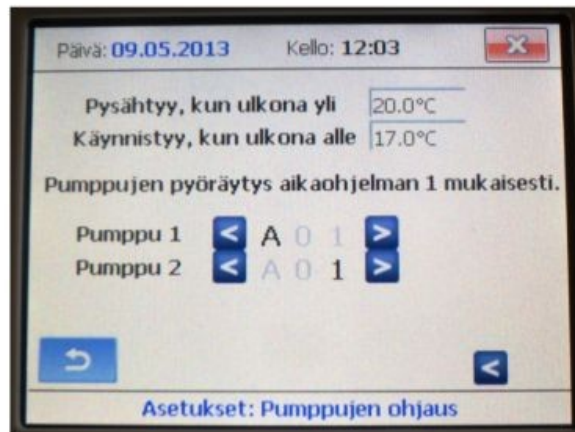 Päivä: 09.05.2013 Kello: 12:03
Pysähtyy, kun ulkona yli 20.0°C
Käynnistyy, kun ulkona alle 17.0°C
Pumppujen pyöräytys aikaohjelman 1 mukaisesti.
Pumppu 1 < A 0 1 >
Pumppu 2 < A 0 1 >
<
Asetukset: Pumppujen ohjaus